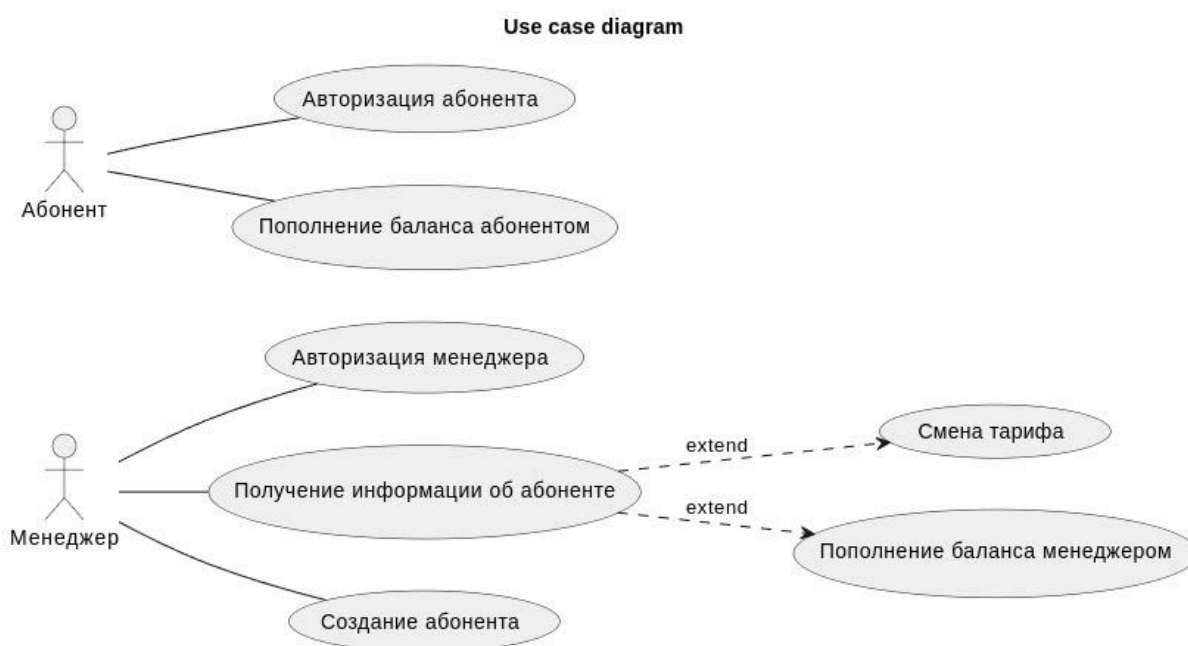 Use case diagram
Авторизация абонента
Абонент
Пополнение баланса абонентом
Авторизация менеджера
Смена тарифа
extend
Получение информации об абоненте
extend
Менеджер
Пополнение баланса менеджером
Создание абонента